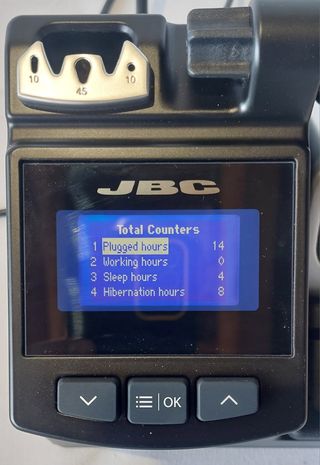 10 45 10
JBC
Total Counters
1 Plugged hours 14
2 Working hours 0
3 Sleep hours 4
4 Hibernation hours 8
OK